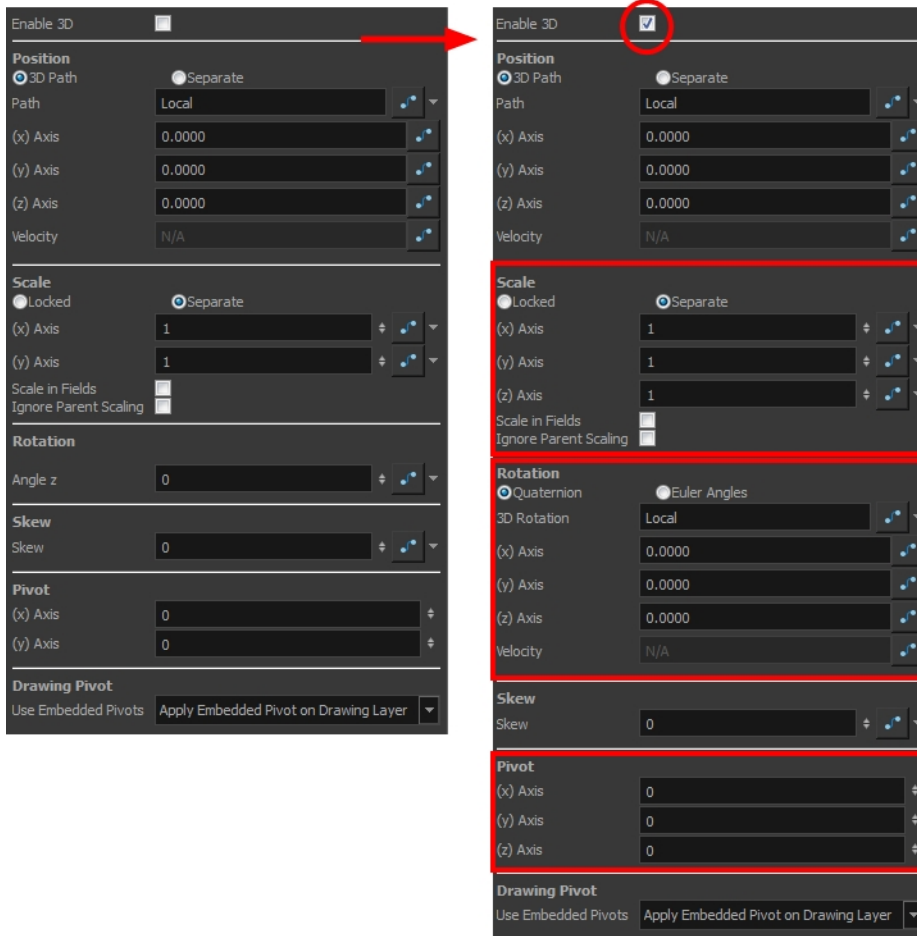 Enable 3D
Position
3D Path Separate
Path Local
(x) Axis 0.0000
(y) Axis 0.0000
(z) Axis 0.0000
Velocity N/A
Scale
Locked Separate
(x) Axis 1
(y) Axis 1
Scale in Fields
Ignore Parent Scaling
Rotation
Angle z 0
Skew
Skew 0
Pivot
(x) Axis 0
(y) Axis 0
Drawing Pivot
Use Embedded Pivots Apply Embedded Pivot on Drawing Layer
Enable 3D
Position
3D Path Separate
Path Local
(x) Axis 0.0000
(y) Axis 0.0000
(z) Axis 0.0000
Velocity N/A
Scale
Locked Separate
(x) Axis 1
(y) Axis 1
(z) Axis 1
Scale in Fields
Ignore Parent Scaling
Rotation
Quaternion Euler Angles
3D Rotation Local
(x) Axis 0.0000
(y) Axis 0.0000
(z) Axis 0.0000
Velocity N/A
Skew
Skew 0
Pivot
(x) Axis 0
(y) Axis 0
(z) Axis 0
Drawing Pivot
Use Embedded Pivots Apply Embedded Pivot on Drawing Layer